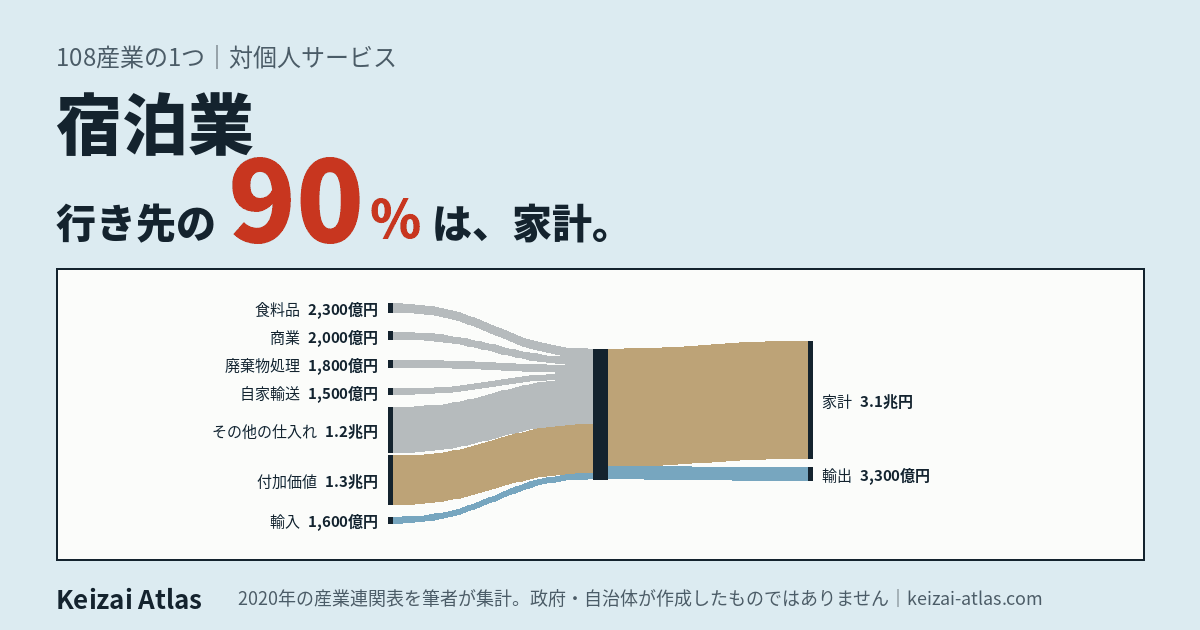 108産業の1つ｜対個人サービス
宿泊業
行き先の 90% は、家計。
食料品 2,300億円
商業 2,000億円
廃棄物処理 1,800億円
自家輸送 1,500億円
その他の仕入れ 1.2兆円
付加価値 1.3兆円
輸入 1,600億円
家計 3.1兆円
輸出 3,300億円
Keizai Atlas
2020年の産業連関表を筆者が集計。政府・自治体が作成したものではありません｜keizai-atlas.com